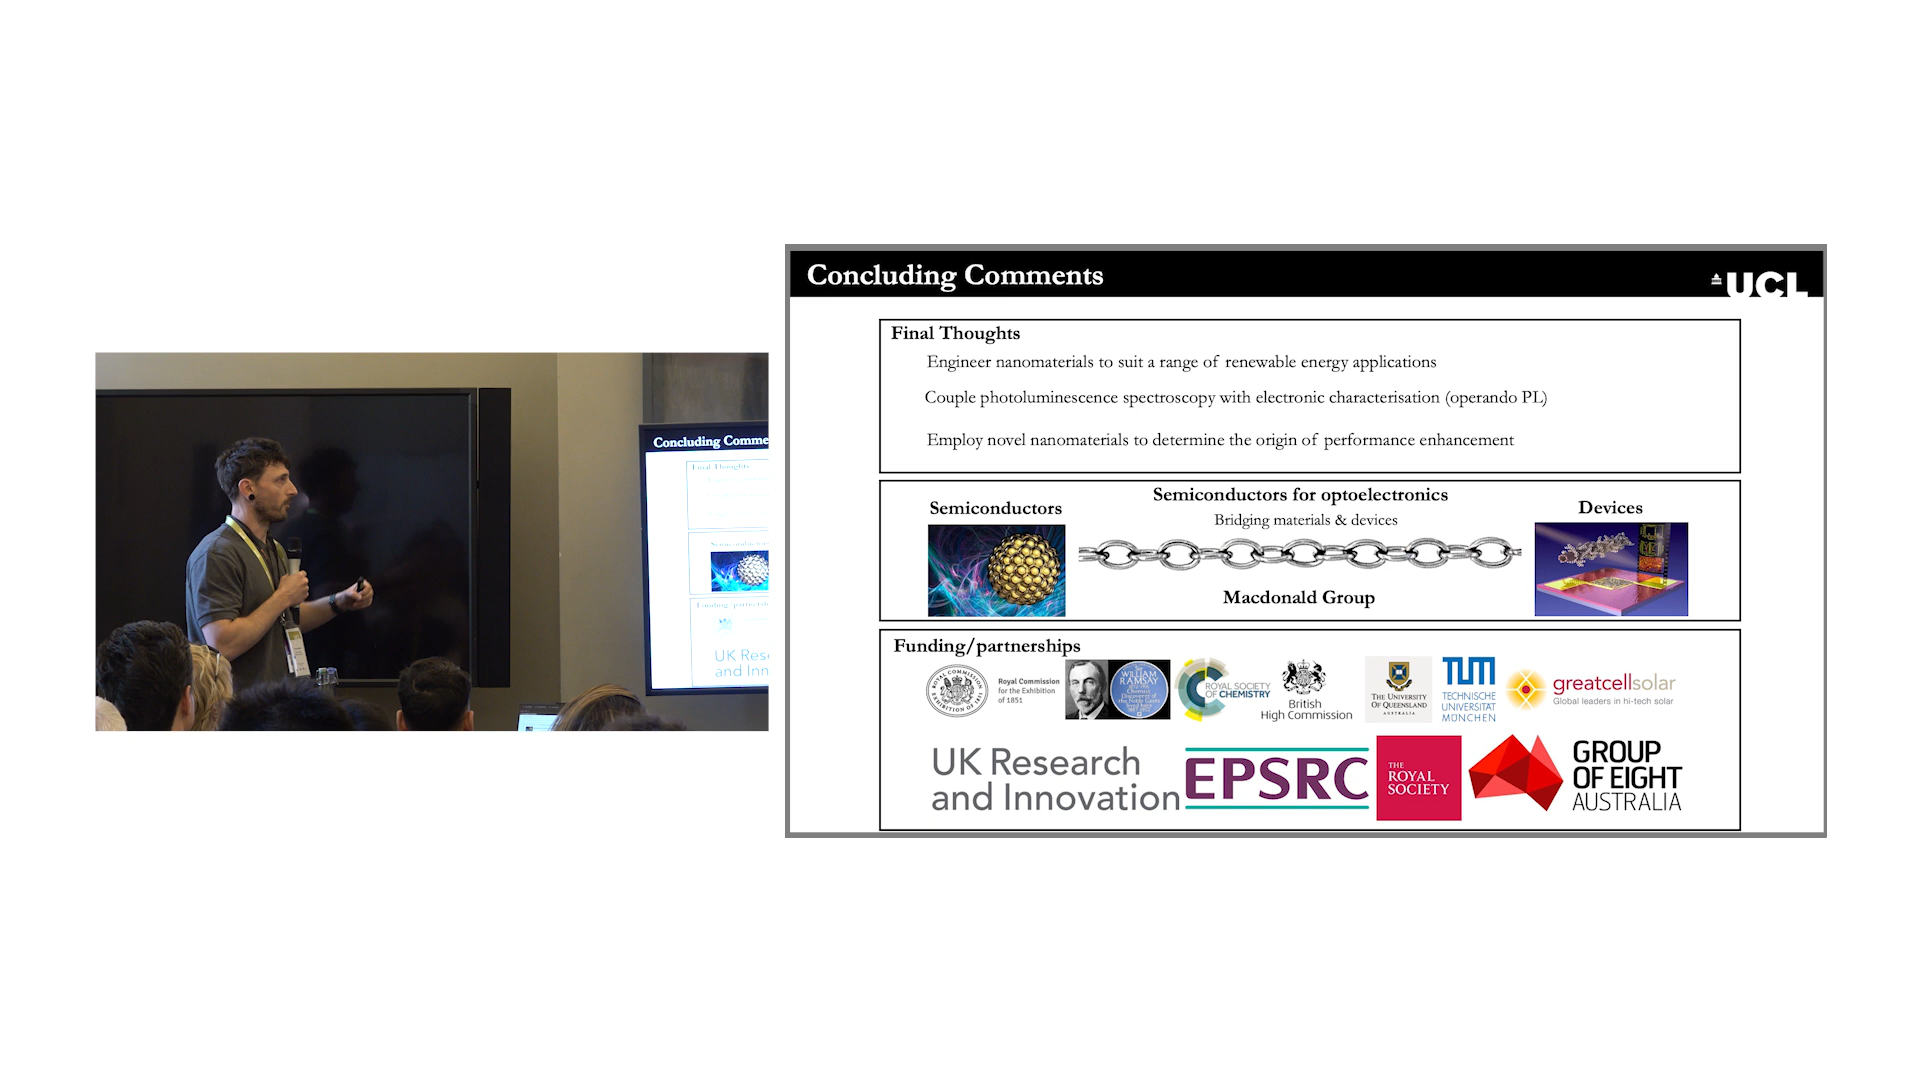 Concluding Comme
Final Thoughts
UK Rese
and Inn
Concluding Comments
UCL
Final Thoughts
Engineer nanomaterials to suit a range of renewable energy applications
Couple photoluminescence spectroscopy with electronic characterisation (operando PL)
Employ novel nanomaterials to determine the origin of performance enhancement
Semiconductors for optoelectronics
Semiconductors
Bridging materials & devices
Devices
Macdonald Group
Funding/partnerships
Royal Commission
for the Exhibition
of 1851
WILLIAM
RAMSAY
ROYAL SOCIETY
OF CHEMISTRY
British
High Commission
THE UNIVERSITY
OF QUEENSLAND
AUSTRALIA
TUM
TECHNISCHE
UNIVERSITÄT
MÜNCHEN
greatcellsolar
Global leaders in hi-tech solar
UK Research
and Innovation
EPSRC
THE
ROYAL
SOCIETY
GROUP
OF EIGHT
AUSTRALIA